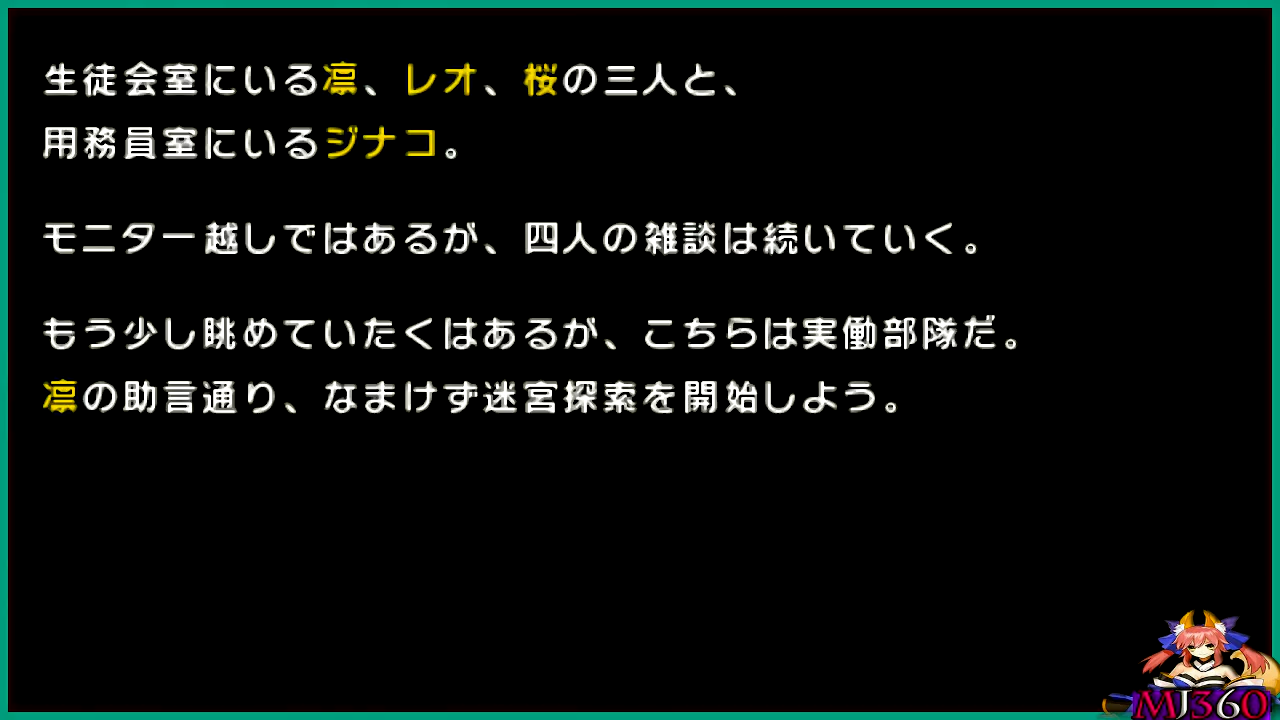 生徒会室にいる凛、レオ、桜の三人と、
用務員室にいるジナコ。
モニター越しではあるが、四人の雑談は続いていく。
もう少し眺めていたくはあるが、こちらは実働部隊だ。
凛の助言通り、なまけず迷宮探索を開始しよう。
MJ360